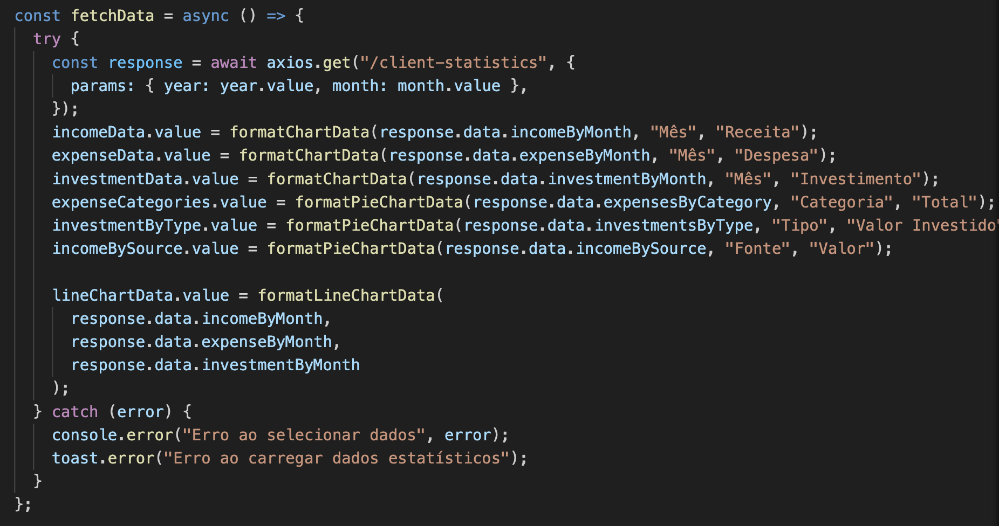 const fetchData = async () => {
  try {
    const response = await axios.get("/client-statistics", {
      params: { year: year.value, month: month.value },
    });
    incomeData.value = formatChartData(response.data.incomeByMonth, "Mês", "Receita");
    expenseData.value = formatChartData(response.data.expenseByMonth, "Mês", "Despesa");
    investmentData.value = formatChartData(response.data.investmentByMonth, "Mês", "Investimento");
    expenseCategories.value = formatPieChartData(response.data.expensesByCategory, "Categoria", "Total");
    investmentByType.value = formatPieChartData(response.data.investmentsByType, "Tipo", "Valor Investido"
    incomeBySource.value = formatPieChartData(response.data.incomeBySource, "Fonte", "Valor");
    lineChartData.value = formatLineChartData(
      response.data.incomeByMonth,
      response.data.expenseByMonth,
      response.data.investmentByMonth
    );
  } catch (error) {
    console.error("Erro ao selecionar dados", error);
    toast.error("Erro ao carregar dados estatísticos");
  }
};